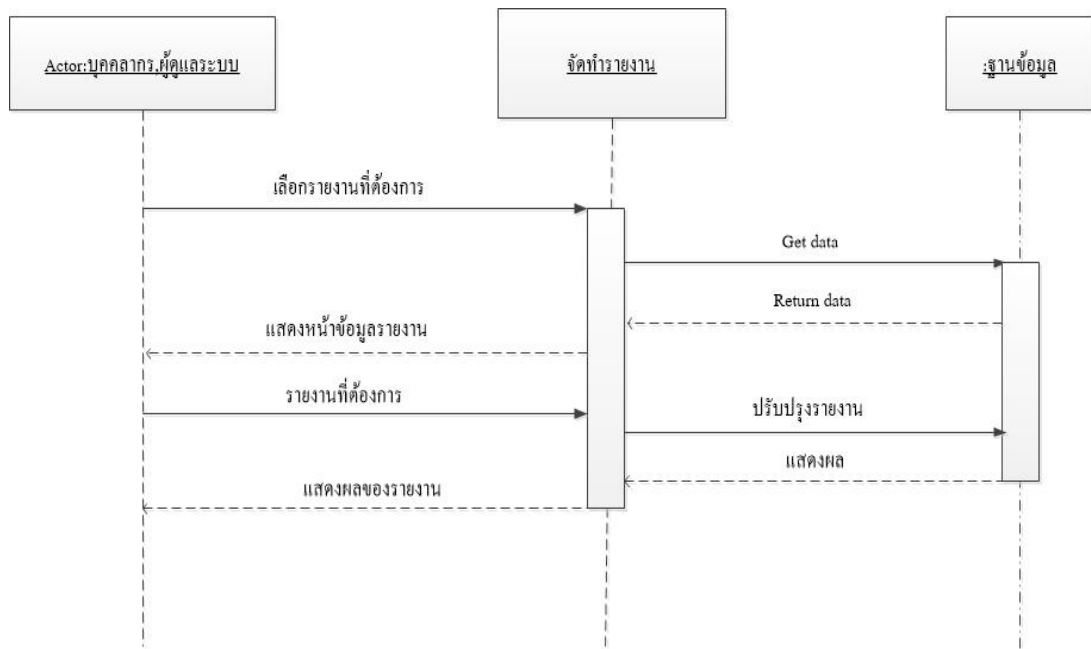 Actor:บุคคลากร,ผู้ดูแลระบบ
จัดทำรายงาน
:ฐานข้อมูล
เลือกรายงานที่ต้องการ
Get data
Return data
แสดงหน้าข้อมูลรายงาน
รายงานที่ต้องการ
ปรับปรุงรายงาน
แสดงผล
แสดงผลของรายงาน